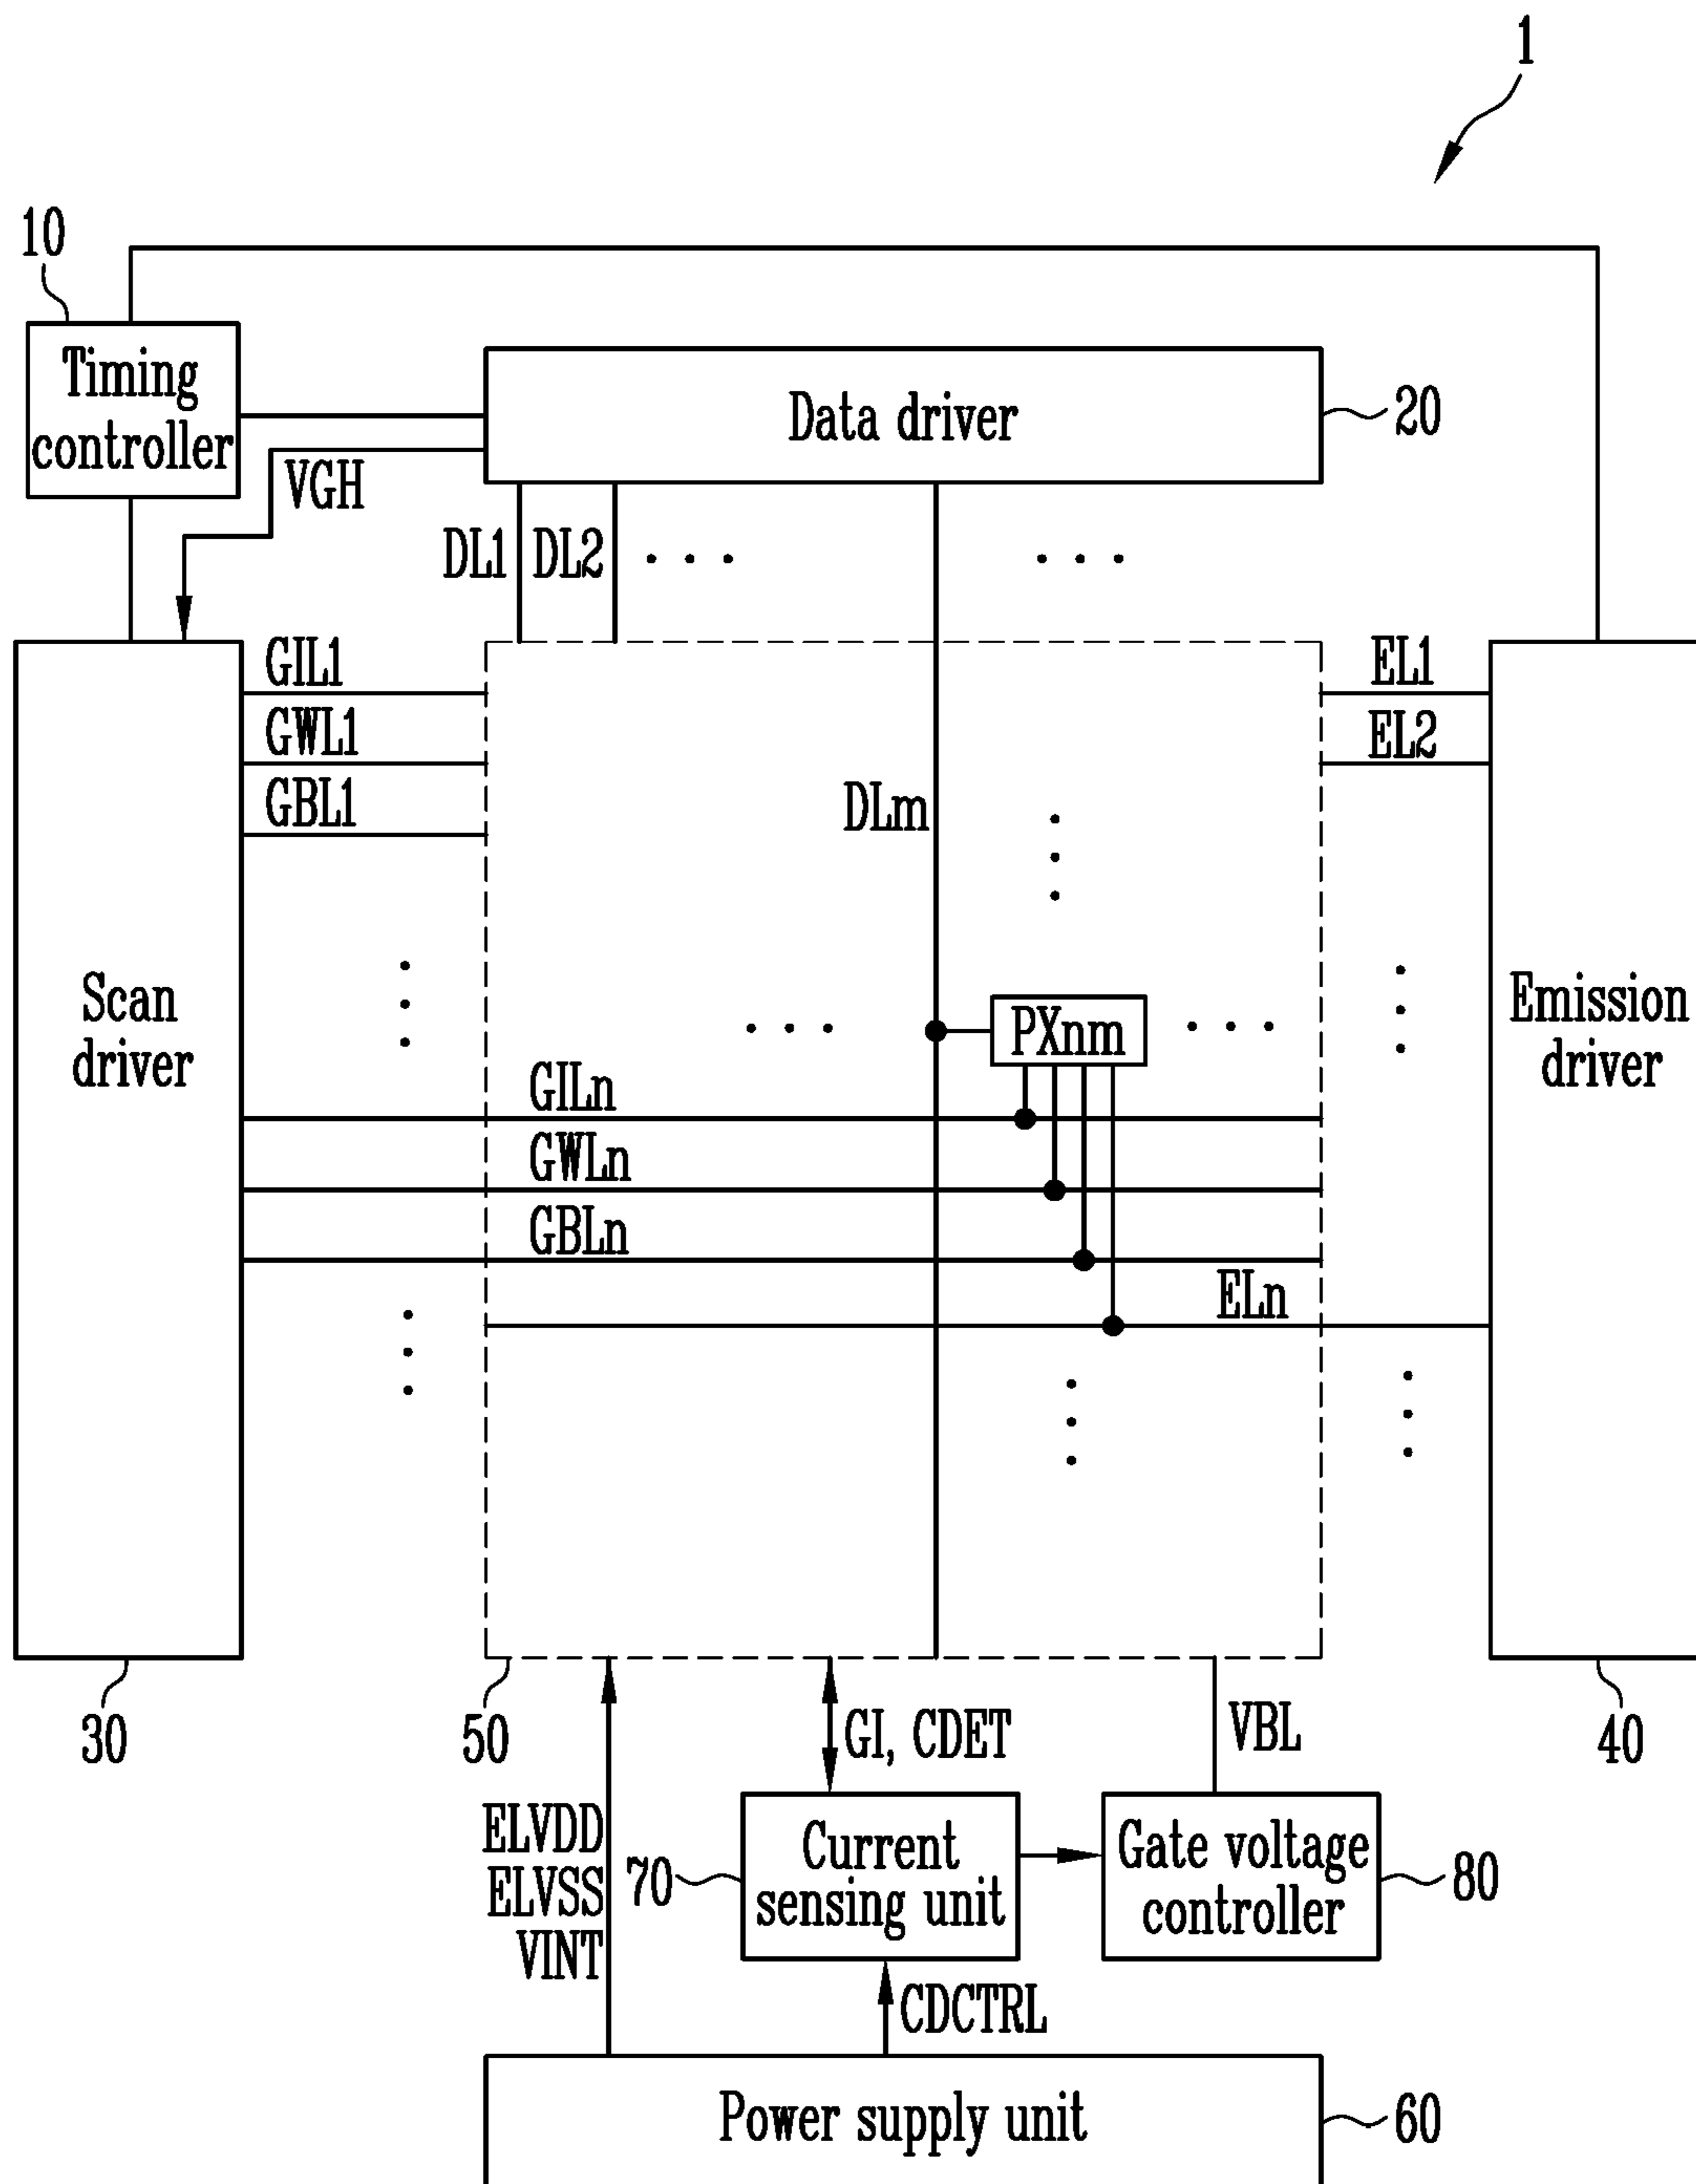 1
10
Timing
controller
Data driver
20
VGH
DL1
DL2
GIL1
GWL1
GBL1
EL1
EL2
DLm
Scan
driver
PXnm
Emission
driver
GILn
GWLn
GBLn
ELn
30
50
40
GI, CDET
VBL
ELVDD
ELVSS
VINT
70
Current
sensing unit
Gate voltage
controller
80
CDCTRL
Power supply unit
60